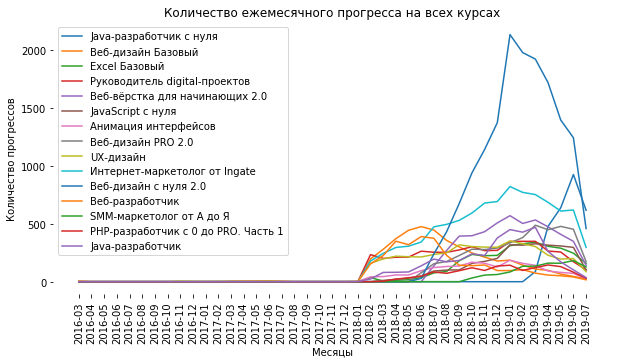 Количество ежемесячного прогресса на всех курсах
Количество прогрессов
2000
1500
1000
500
0
Java-разработчик с нуля
Веб-дизайн Базовый
Excel Базовый
Руководитель digital-проектов
Веб-вёрстка для начинающих 2.0
JavaScript с нуля
Анимация интерфейсов
Веб-дизайн PRO 2.0
UX-дизайн
Интернет-маркетолог от Ingate
Веб-дизайн с нуля 2.0
Веб-разработчик
SMM-маркетолог от А до Я
PHP-разработчик с 0 до PRO. Часть 1
Java-разработчик
2016-03
2016-04
2016-05
2016-06
2016-07
2016-08
2016-09
2016-10
2016-11
2016-12
2017-01
2017-02
2017-03
2017-04
2017-05
2017-06
2017-07
2017-08
2017-09
2017-10
2017-11
2017-12
2018-01
2018-02
2018-03
2018-04
2018-05
2018-06
2018-07
2018-08
2018-09
2018-10
2018-11
2018-12
2019-01
2019-02
2019-03
2019-04
2019-05
2019-06
2019-07
Месяцы